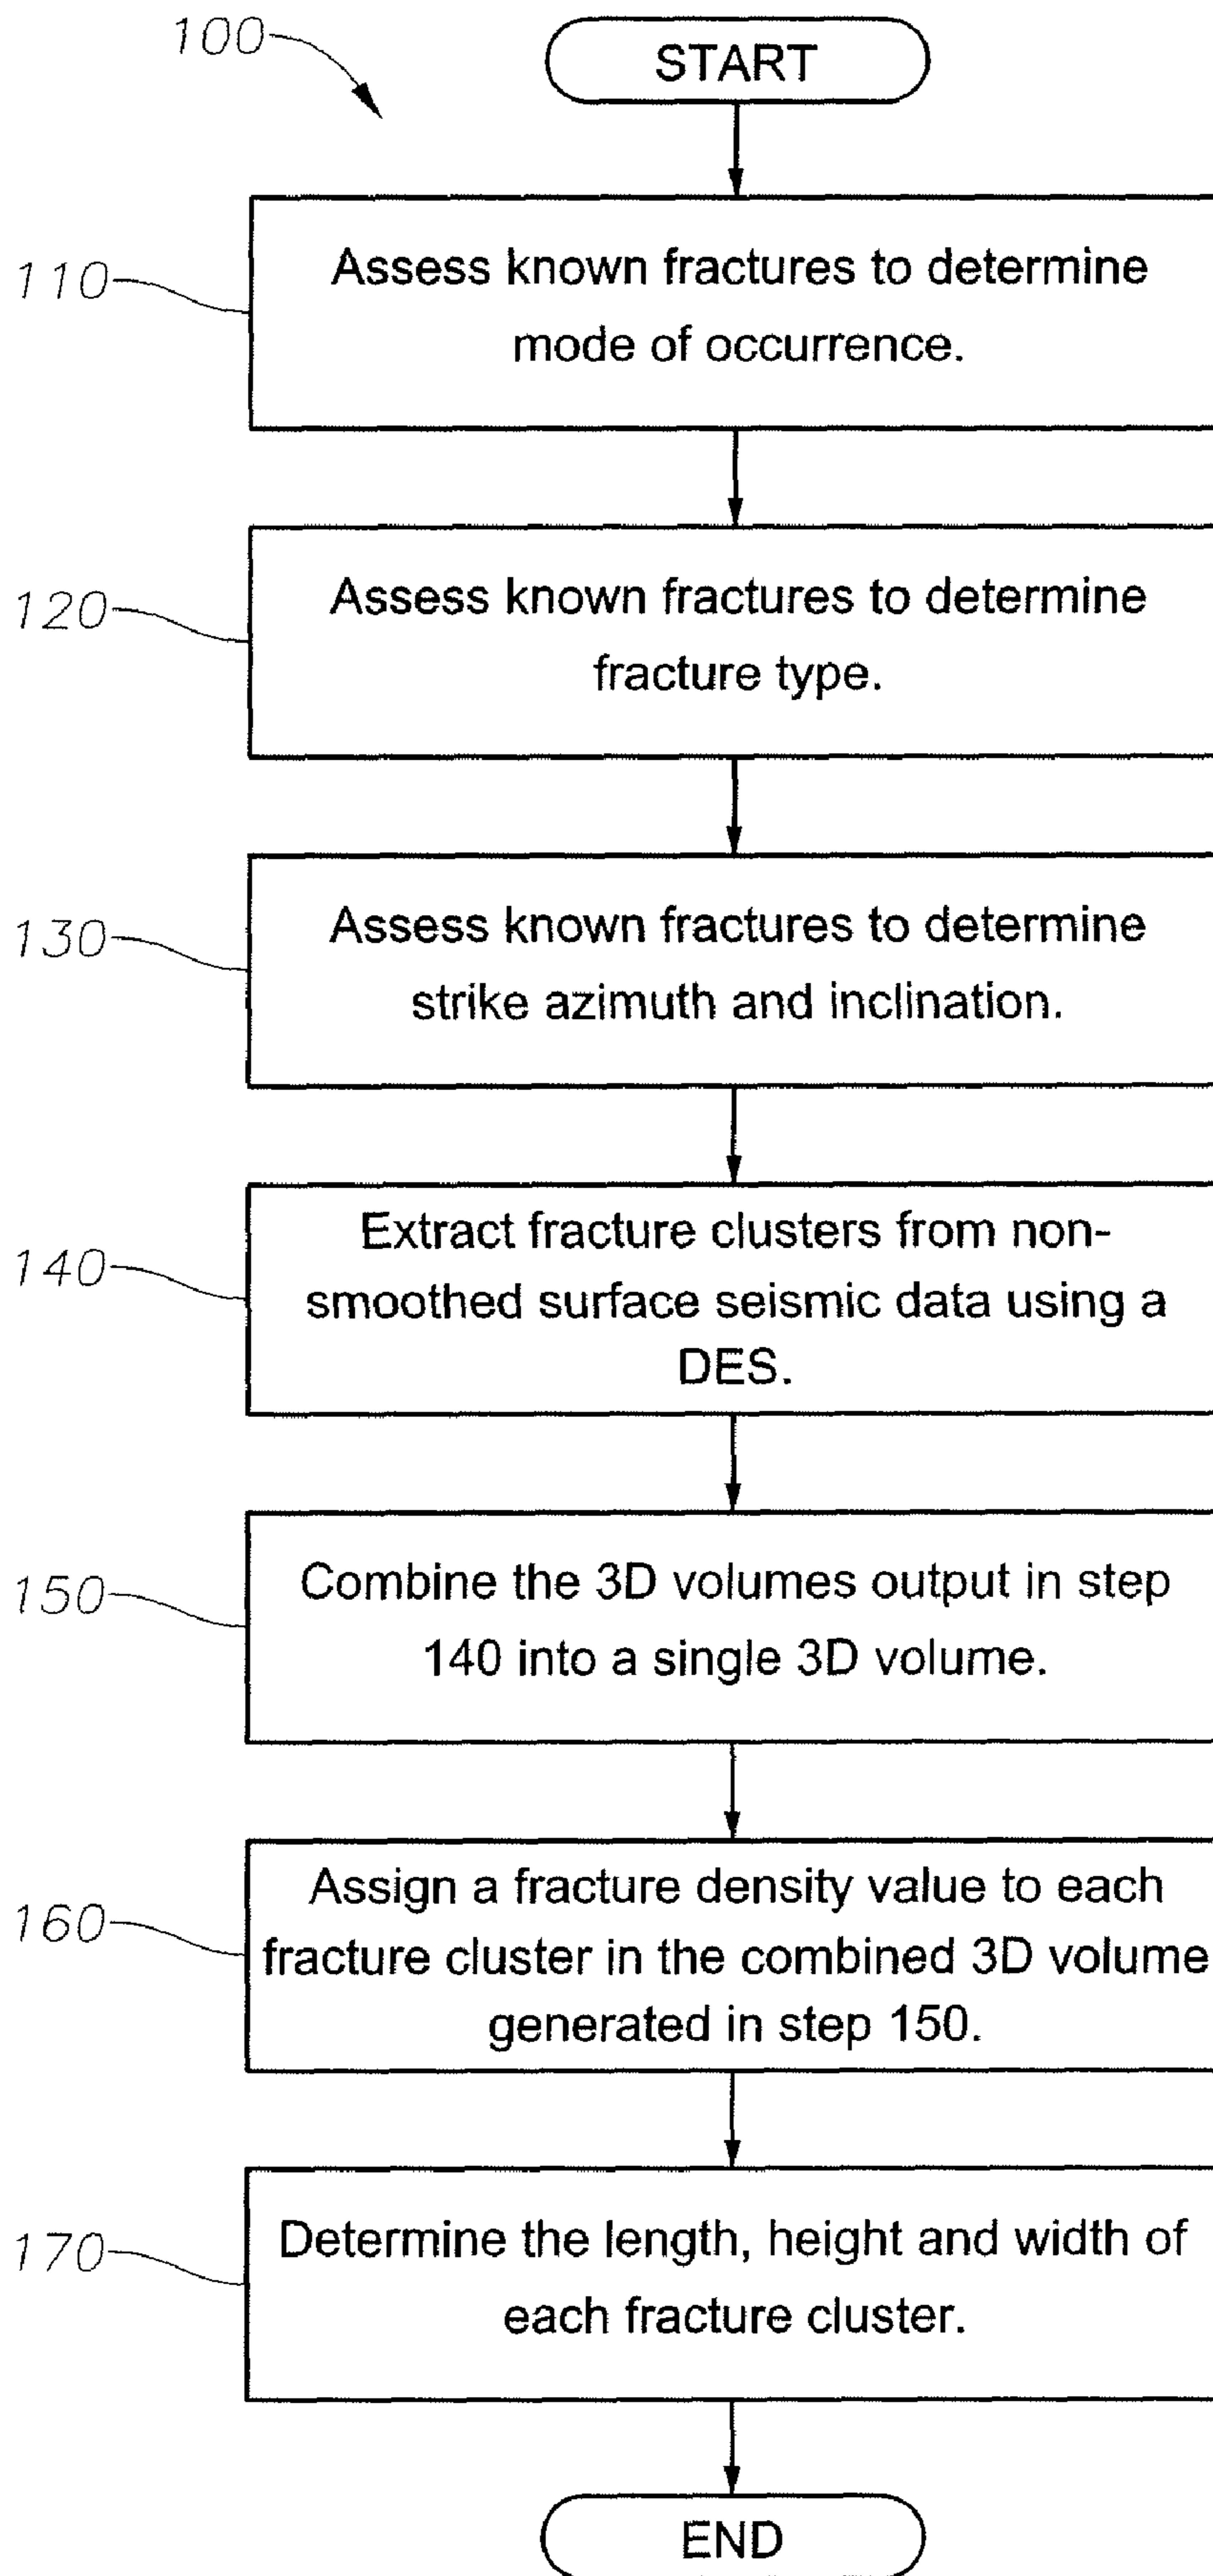 100
START
110
Assess known fractures to determine
mode of occurrence.
120
Assess known fractures to determine
fracture type.
130
Assess known fractures to determine
strike azimuth and inclination.
140
Extract fracture clusters from non-
smoothed surface seismic data using a
DES.
150
Combine the 3D volumes output in step
140 into a single 3D volume.
160
Assign a fracture density value to each
fracture cluster in the combined 3D volume
generated in step 150.
170
Determine the length, height and width of
each fracture cluster.
END